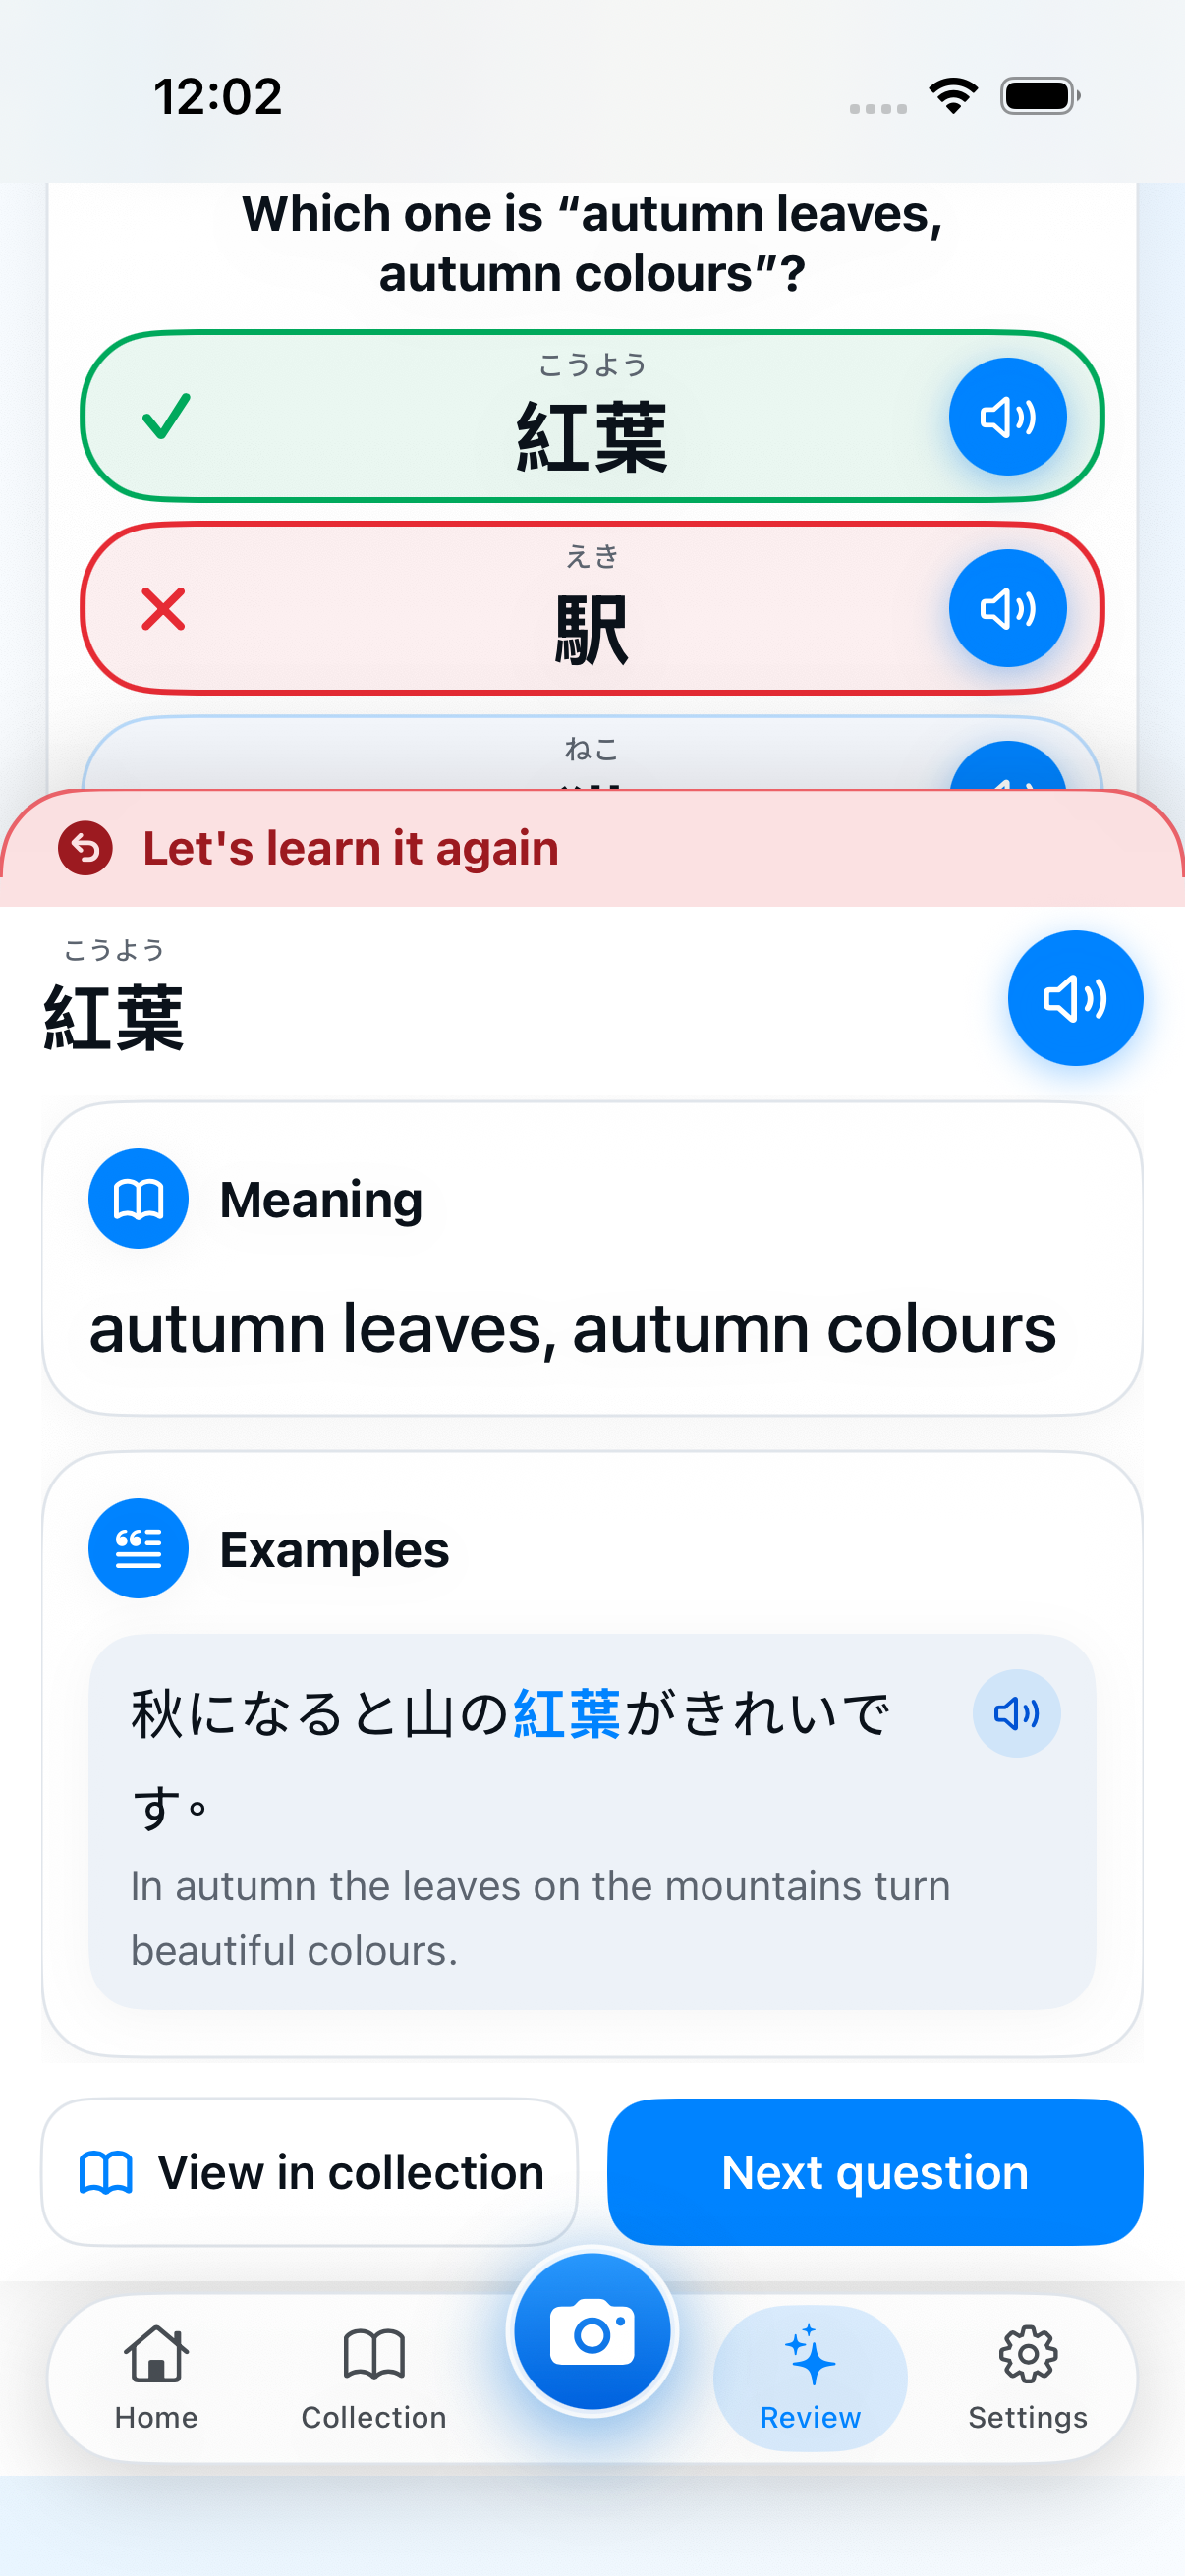 12:02
Which one is “autumn leaves,
autumn colours”?
こうよう
紅葉
えき
駅
ねこ
Let's learn it again
こうよう
紅葉
Meaning
autumn leaves, autumn colours
Examples
秋になると山の紅葉がきれいで
す。
In autumn the leaves on the mountains turn
beautiful colours.
View in collection
Next question
Home
Collection
Review
Settings